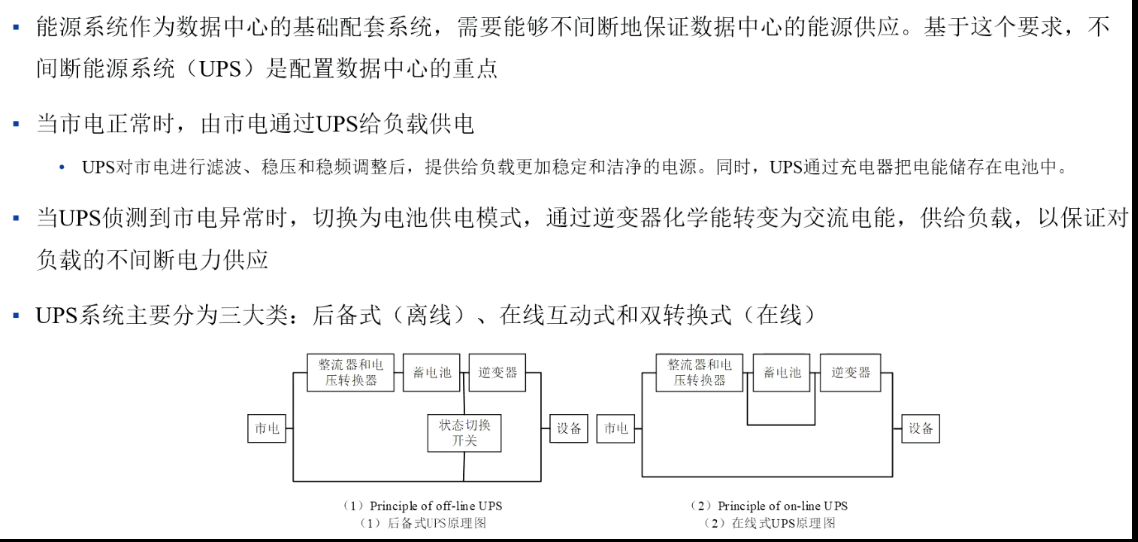 能源系统作为数据中心的基础配套系统，需要能够不间断地保证数据中心的能源供应。基于这个要求，不
间断能源系统（UPS）是配置数据中心的重点
当市电正常时，由市电通过UPS给负载供电
UPS对市电进行滤波、稳压和稳频调整后，提供给负载更加稳定和洁净的电源。同时，UPS通过充电器把电能储存在电池中。
当UPS侦测到市电异常时，切换为电池供电模式，通过逆变器化学能转变为交流电能，供给负载，以保证对
负载的不间断电力供应
UPS系统主要分为三大类：后备式（离线）、在线互动式和双转换式（在线）
整流器和电
压转换器
蓄电池
逆变器
市电
状态切换
开关
设备
（1）Principle of off-line UPS
（1）后备式UPS原理图
整流器和电
压转换器
蓄电池
逆变器
市电
设备
（2）Principle of on-line UPS
（2）在线式UPS原理图